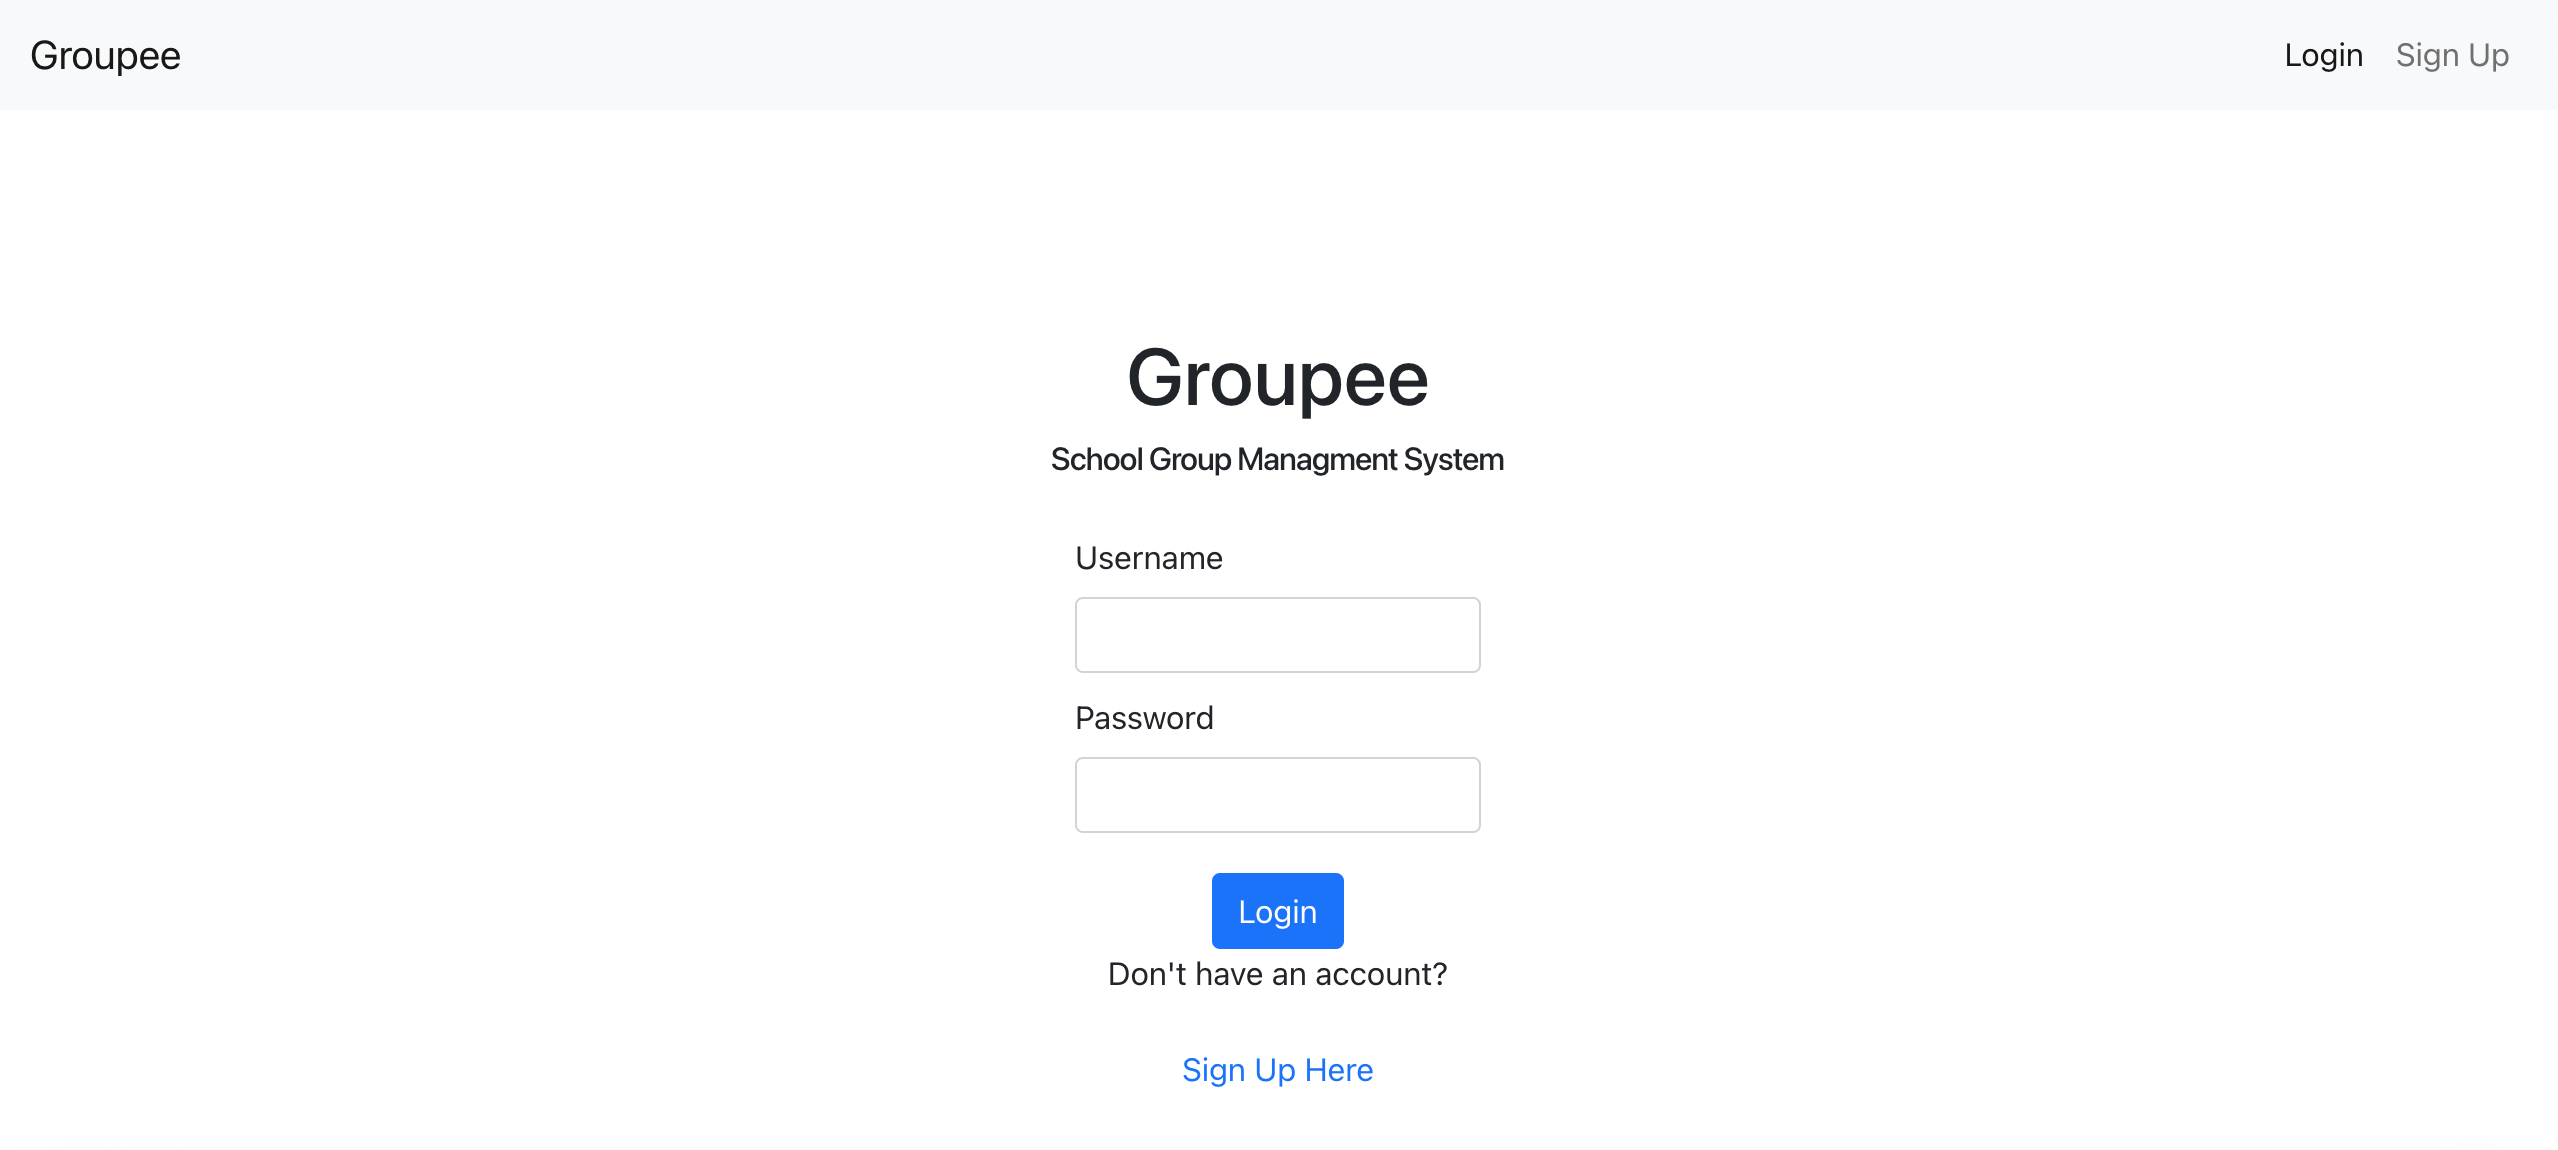 Groupee
Login Sign Up
Groupee
School Group Managment System
Username
Password
Login
Don't have an account?
Sign Up Here